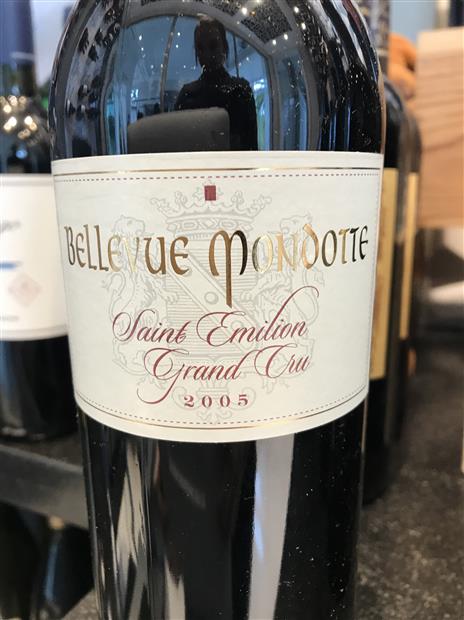 Bellevue Mondotte
Saint Emilion
Grand Cru
2005